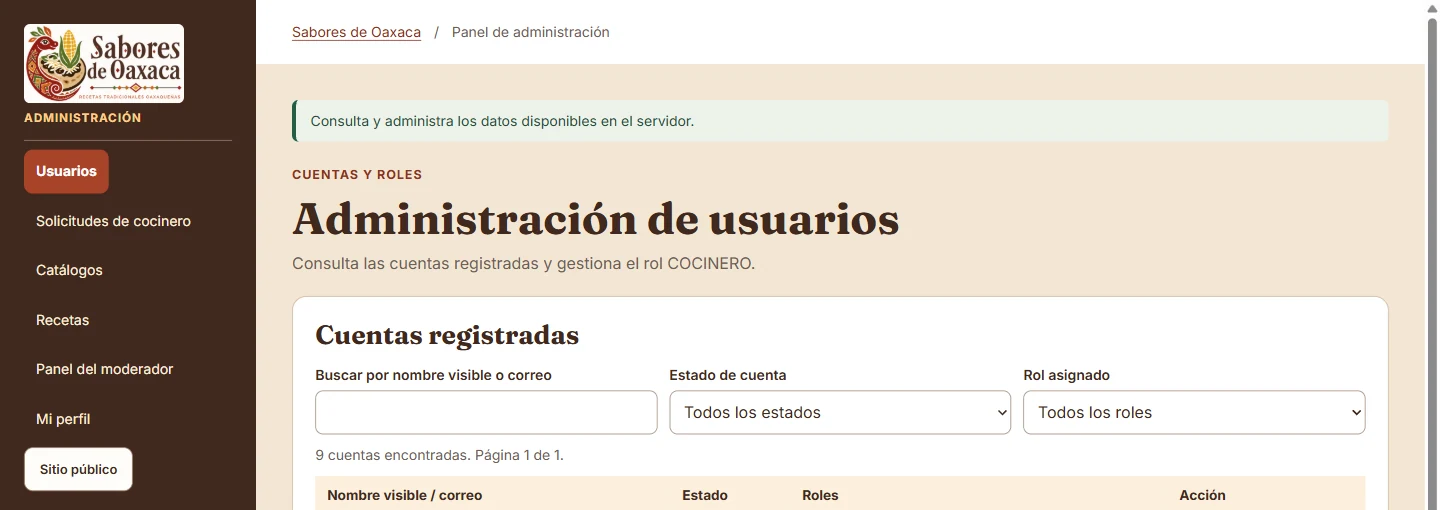 Sabores
de Oaxaca
RECETAS TRADICIONALES OAXAQUEÑAS
ADMINISTRACIÓN
Usuarios
Solicitudes de cocinero
Catálogos
Recetas
Panel del moderador
Mi perfil
Sitio público
Sabores de Oaxaca / Panel de administración
Consulta y administra los datos disponibles en el servidor.
CUENTAS Y ROLES
Administración de usuarios
Consulta las cuentas registradas y gestiona el rol COCINERO.
Cuentas registradas
Buscar por nombre visible o correo Estado de cuenta Rol asignado
Todos los estados Todos los roles
9 cuentas encontradas. Página 1 de 1.
Nombre visible / correo Estado Roles Acción